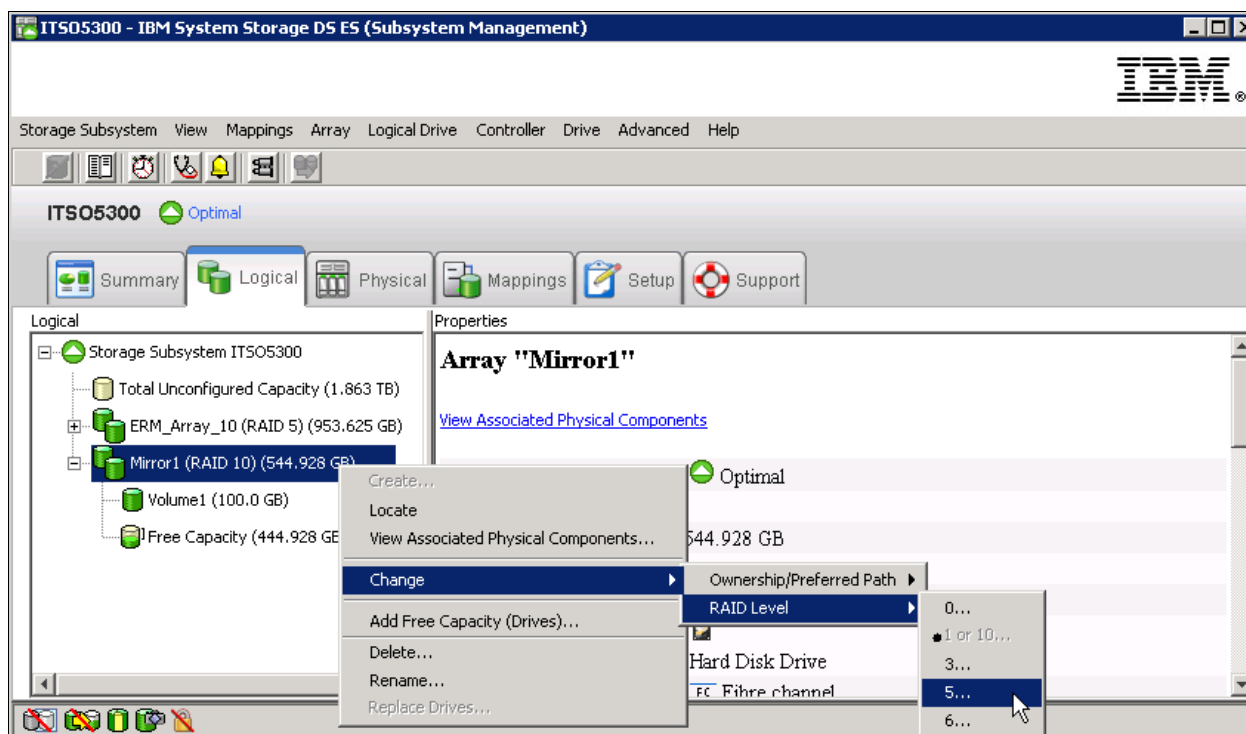 ITSO5300 - IBM System Storage DS ES (Subsystem Management)
IBM®
Storage Subsystem View Mappings Array Logical Drive Controller Drive Advanced Help
ITSO5300 Optimal
Summary Logical Physical Mappings Setup Support
Logical
Storage Subsystem ITSO5300
Total Unconfigured Capacity (1.863 TB)
ERM_Array_10 (RAID 5) (953.625 GB)
Mirror1 (RAID 10) (544.928 GB)
Volume1 (100.0 GB)
Free Capacity (444.928 GB
Properties
Array "Mirror1"
View Associated Physical Components
Optimal
544.928 GB
Hard Disk Drive
FC Fibre channel
Create...
Locate
View Associated Physical Components...
Change
Add Free Capacity (Drives)...
Delete...
Rename...
Replace Drives...
Ownership/Preferred Path
RAID Level
0...
1 or 10...
3...
5...
6...